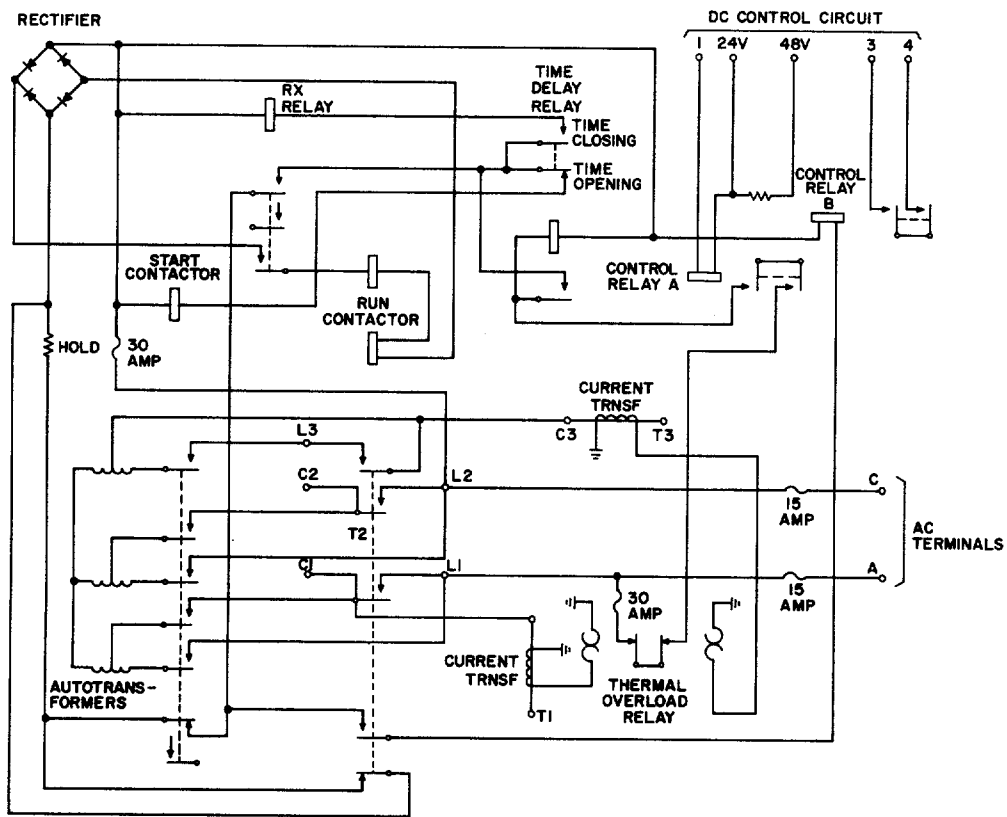 RECTIFIER
DC CONTROL CIRCUIT
1 24V 48V 3 4
RX
RELAY
TIME
DELAY
RELAY
TIME
CLOSING
TIME
OPENING
CONTROL
RELAY
B
START
CONTACTOR
CONTROL
RELAY A
RUN
CONTACTOR
HOLD
30
AMP
CURRENT
TRNSF
L3
C3
T3
C2
L2
C
T2
15
AMP
AC
TERMINALS
C1
L1
A
30
AMP
15
AMP
CURRENT
TRNSF
AUTOTRANS-
FORMERS
THERMAL
OVERLOAD
RELAY
T1